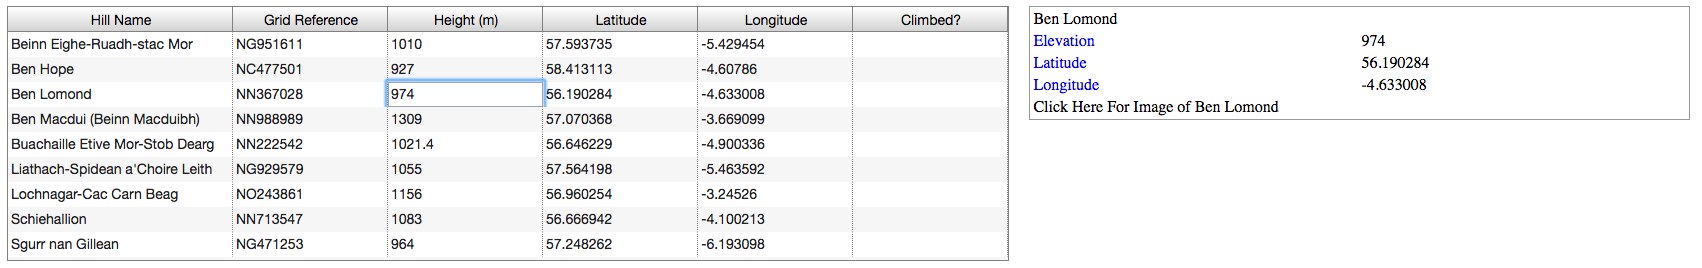 Hill Name Grid Reference Height (m) Latitude Longitude Climbed?
Beinn Eighe-Ruadh-stac Mor NG951611 1010 57.593735 -5.429454
Ben Hope NC477501 927 58.413113 -4.60786
Ben Lomond NN367028 974 56.190284 -4.633008
Ben Macdui (Beinn Macduibh) NN988989 1309 57.070368 -3.669099
Buachaille Etive Mor-Stob Dearg NN222542 1021.4 56.646229 -4.900336
Liathach-Spidean a'Choire Leith NG929579 1055 57.564198 -5.463592
Lochnagar-Cac Carn Beag NO243861 1156 56.960254 -3.24526
Schiehallion NN713547 1083 56.666942 -4.100213
Sgurr nan Gillean NG471253 964 57.248262 -6.193098
Ben Lomond
Elevation 974
Latitude 56.190284
Longitude -4.633008
Click Here For Image of Ben Lomond